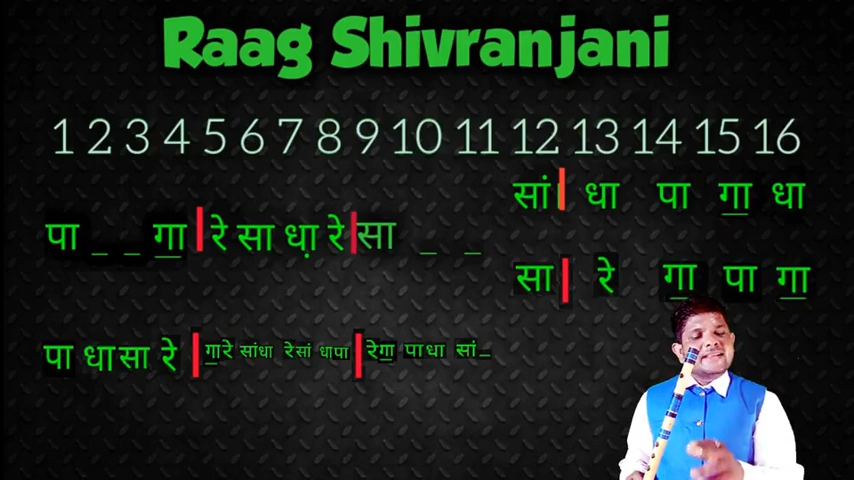 Raag Shivranjani
1 2 3 4 5 6 7 8 9 10 11 12 13 14 15 16
सां | धा पा गा॒ धा
पा _ _ गा॒ | रे सा धा़ रे | सा _ _
सा | रे गा॒ पा गा॒
पा धा सा रे | गा॒रे सांधा रेसां धापा | रेगा॒ पाधा सां_